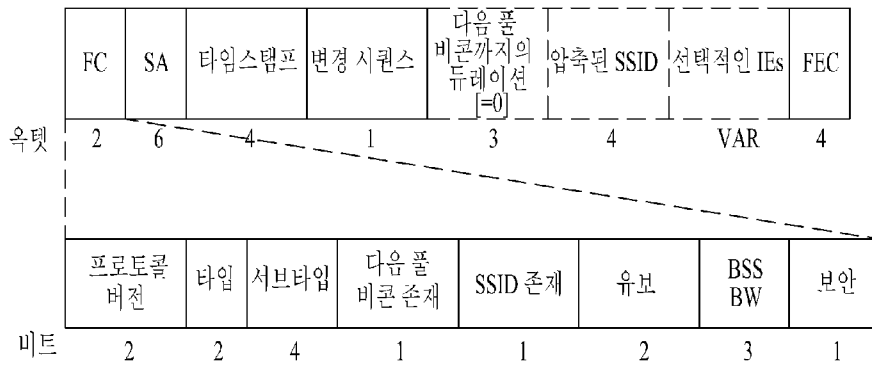 FC
SA
타임스탬프
변경 시퀀스
다음 풀
비콘까지의
듀레이션
[=0]
압축된 SSID
선택적인 IEs
FEC
옥텟
2
6
4
1
3
4
VAR
4
프로토콜
버전
타입
서브타입
다음 풀
비콘 존재
SSID 존재
유보
BSS
BW
보안
비트
2
2
4
1
1
2
3
1